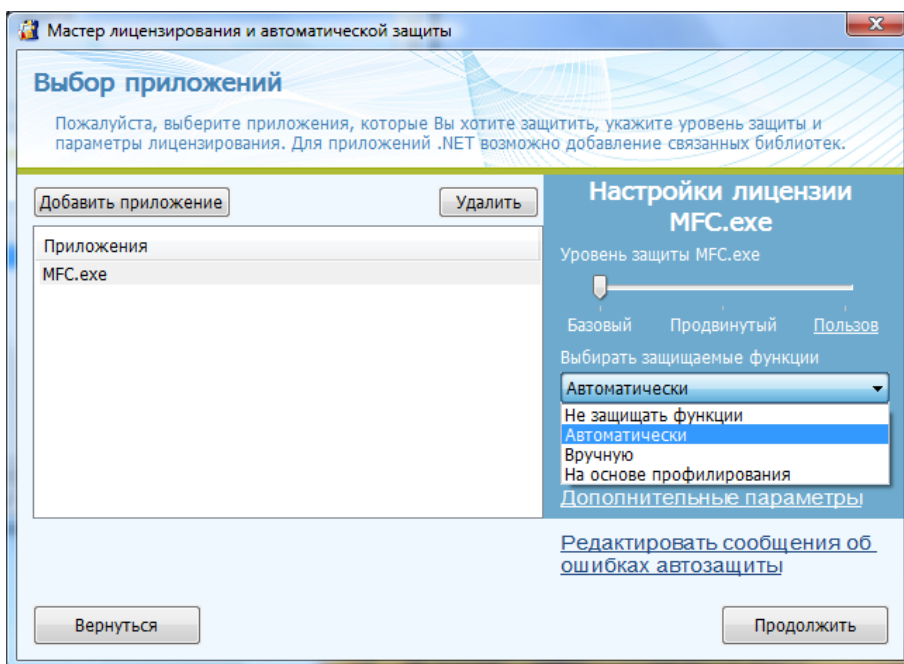 Мастер лицензирования и автоматической защиты
Выбор приложений
Пожалуйста, выберите приложения, которые Вы хотите защитить, укажите уровень защиты и
параметры лицензирования. Для приложений .NET возможно добавление связанных библиотек.
Добавить приложение
Удалить
Приложения
MFC.exe
Настройки лицензии
MFC.exe
Уровень защиты MFC.exe
Базовый Продвинутый Пользов
Выбирать защищаемые функции
Автоматически
Не защищать функции
Автоматически
Вручную
На основе профилирования
Дополнительные параметры
Редактировать сообщения об
ошибках автозащиты
Вернуться
Продолжить